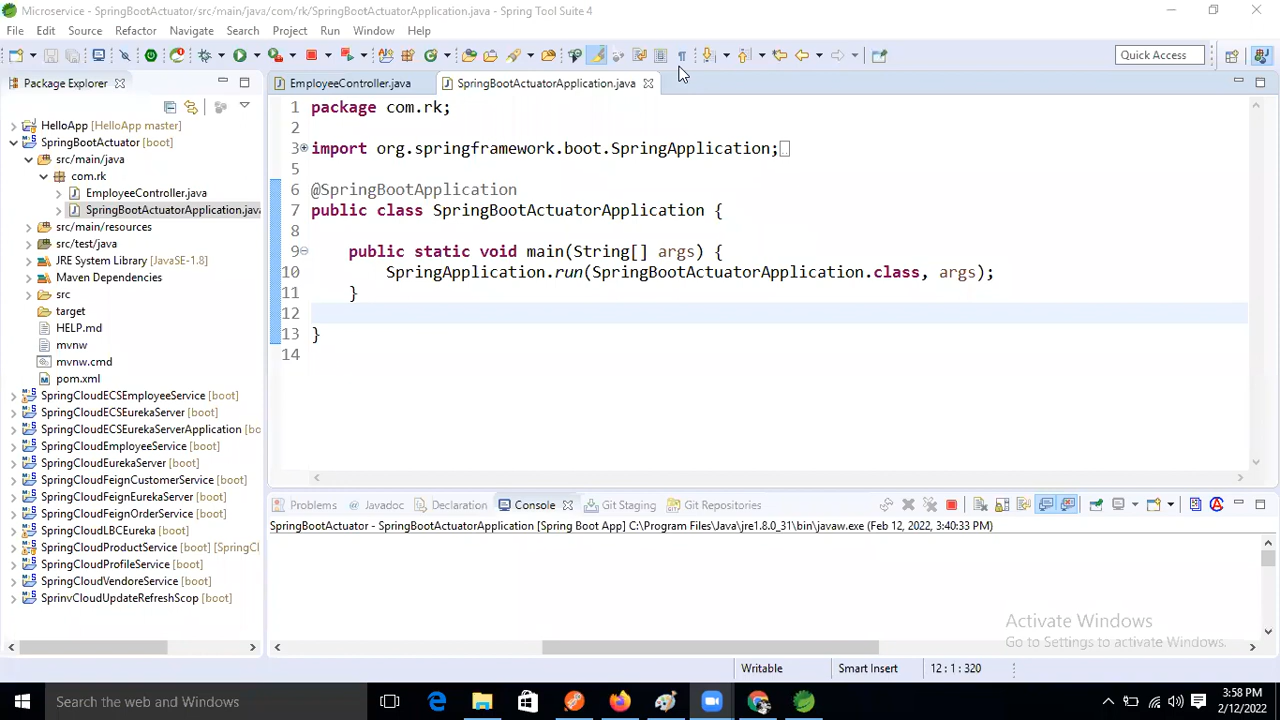 Microservice - SpringBootActuator/src/main/java/com/rk/SpringBootActuatorApplication.java - Spring Tool Suite 4
File Edit Source Refactor Navigate Search Project Run Window Help
Quick Access
Package Explorer
EmployeeController.java
SpringBootActuatorApplication.java
HelloApp [HelloApp master]
SpringBootActuator [boot]
src/main/java
com.rk
EmployeeController.java
SpringBootActuatorApplication.java
src/main/resources
src/test/java
JRE System Library [JavaSE-1.8]
Maven Dependencies
src
target
HELP.md
mvnw
mvnw.cmd
pom.xml
SpringCloudECSEmployeeService [boot]
SpringCloudECSEurekaServer [boot]
SpringCloudECSEurekaServerApplication [bo
SpringCloudEmployeeService [boot]
SpringCloudEurekaServer [boot]
SpringCloudFeignCustomerService [boot]
SpringCloudFeignEurekaServer [boot]
SpringCloudFeignOrderService [boot]
SpringCloudLBCEureka [boot]
SpringCloudProductService [boot] [SpringCl
SpringCloudProfileService [boot]
SpringCloudVendoreService [boot]
SprinvCloudUpdateRefreshScop [boot]
1 package com.rk;
2
3 import org.springframework.boot.SpringApplication;
5
6 @SpringBootApplication
7 public class SpringBootActuatorApplication {
8
9 public static void main(String[] args) {
10 SpringApplication.run(SpringBootActuatorApplication.class, args);
11 }
12
13 }
14
Problems Javadoc Declaration Console Git Staging Git Repositories
SpringBootActuator - SpringBootActuatorApplication [Spring Boot App] C:\Program Files\Java\jre1.8.0_31\bin\javaw.exe (Feb 12, 2022, 3:40:33 PM)
Activate Windows
Go to Settings to activate Windows.
Writable Smart Insert 12 : 1 : 320
Search the web and Windows
3:58 PM
2/12/2022